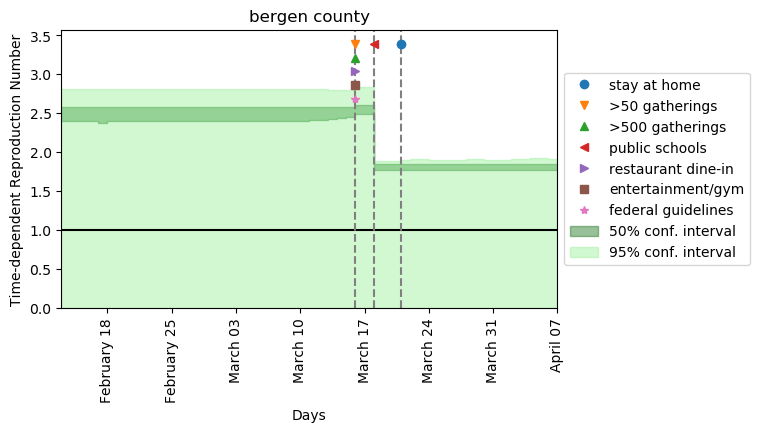 bergen county
Time-dependent Reproduction Number
3.5
3.0
2.5
2.0
1.5
1.0
0.5
0.0
February 18
February 25
March 03
March 10
March 17
March 24
March 31
April 07
Days
stay at home
>50 gatherings
>500 gatherings
public schools
restaurant dine-in
entertainment/gym
federal guidelines
50% conf. interval
95% conf. interval